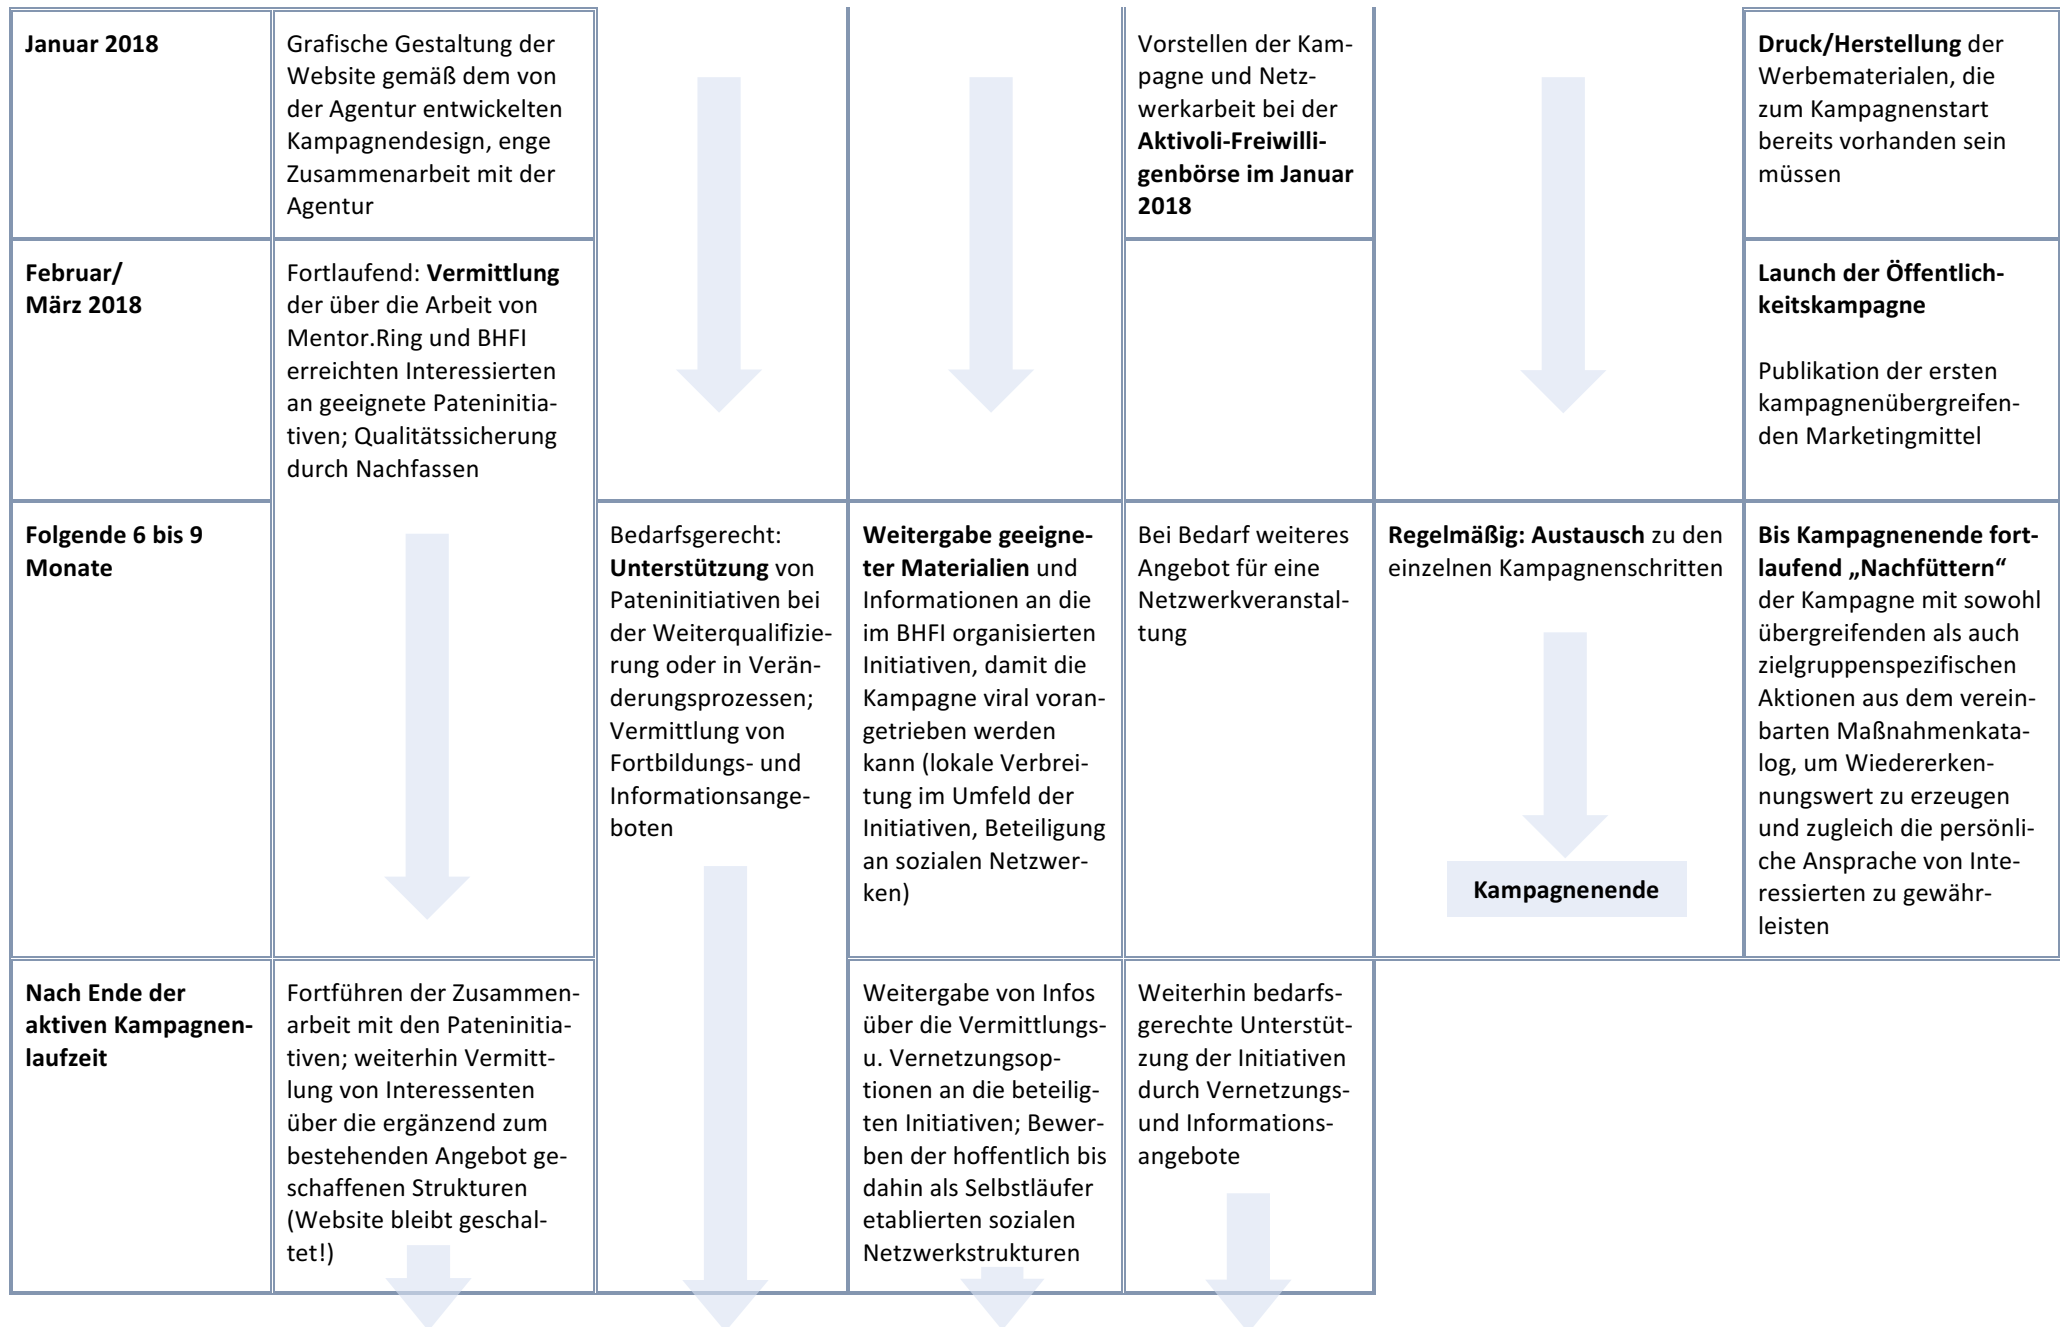 Januar 2018
Grafische Gestaltung der
Website gemäß dem von
der Agentur entwickelten
Kampagnendesign, enge
Zusammenarbeit mit der
Agentur
Vorstellen der Kam-
pagne und Netz-
werkarbeit bei der
Aktivoli-Freiwilli-
genbörse im Januar
2018
Druck/Herstellung der
Werbematerialen, die
zum Kampagnenstart
bereits vorhanden sein
müssen
Februar/
März 2018
Fortlaufend: Vermittlung
der über die Arbeit von
Mentor.Ring und BHFI
erreichten Interessierten
an geeignete Pateninitia-
tiven; Qualitätssicherung
durch Nachfassen
Launch der Öffentlich-
keitskampagne
Publikation der ersten
kampagnenübergreifen-
den Marketingmittel
Folgende 6 bis 9
Monate
Bedarfsgerecht:
Unterstützung von
Pateninitiativen bei
der Weiterqualifizie-
rung oder in Verän-
derungsprozessen;
Vermittlung von
Fortbildungs- und
Informationsange-
boten
Weitergabe geeigne-
ter Materialien und
Informationen an die
im BHFI organisierten
Initiativen, damit die
Kampagne viral voran-
getrieben werden
kann (lokale Verbrei-
tung im Umfeld der
Initiativen, Beteiligung
an sozialen Netzwer-
ken)
Bei Bedarf weiteres
Angebot für eine
Netzwerkveranstal-
tung
Regelmäßig: Austausch zu den
einzelnen Kampagnenschritten
Kampagnenende
Bis Kampagnenende fort-
laufend „Nachfüttern“
der Kampagne mit sowohl
übergreifenden als auch
zielgruppenspezifischen
Aktionen aus dem verein-
barten Maßnahmenkata-
log, um Wiedererken-
nungswert zu erzeugen
und zugleich die persönli-
che Ansprache von Inte-
ressierten zu gewähr-
leisten
Nach Ende der
aktiven Kampagnen-
laufzeit
Fortführen der Zusammen-
arbeit mit den Pateninitia-
tiven; weiterhin Vermitt-
lung von Interessenten
über die ergänzend zum
bestehenden Angebot ge-
schaffenen Strukturen
(Website bleibt geschal-
tet!)
Weitergabe von Infos
über die Vermittlungs-
u. Vernetzungsop-
tionen an die beteilig-
ten Initiativen; Bewer-
ben der hoffentlich bis
dahin als Selbstläufer
etablierten sozialen
Netzwerkstrukturen
Weiterhin bedarfs-
gerechte Unterstüt-
zung der Initiativen
durch Vernetzungs-
und Informations-
angebote